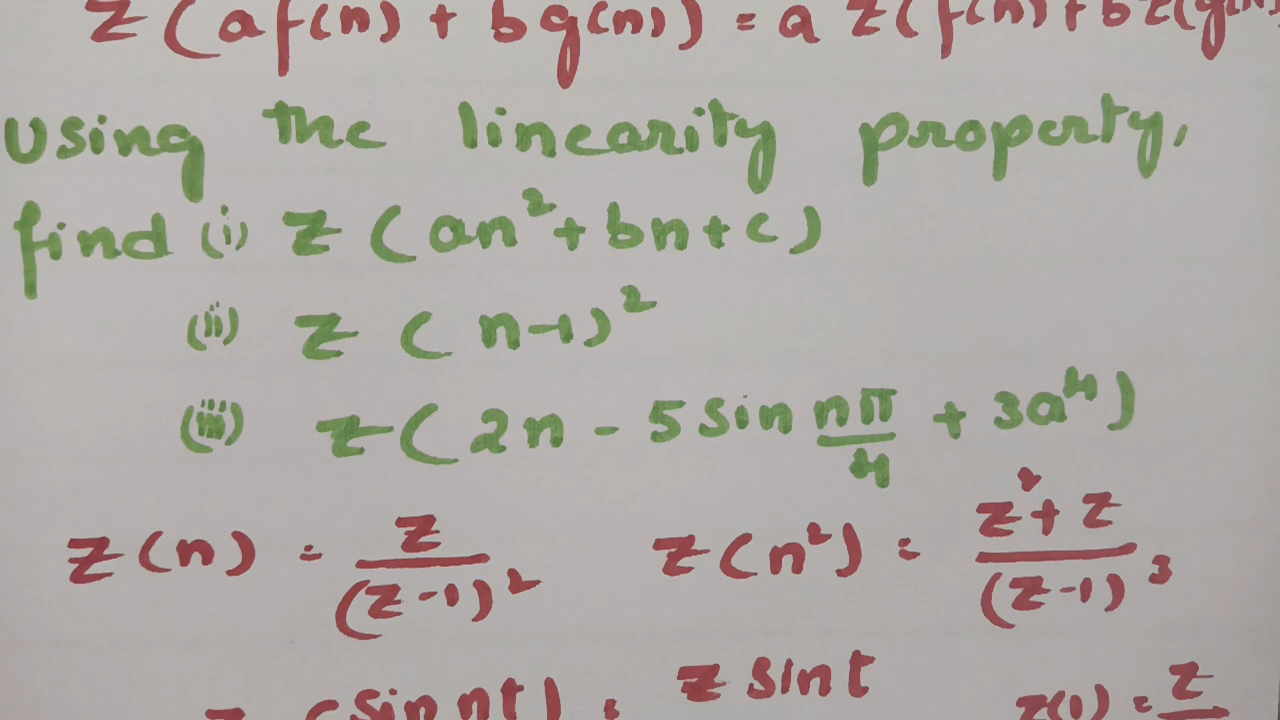 Z(af(n) + bg(n)) = a Z(f(n) + b Z(g(n)
Using the linearity property,
find (i) Z(an²+bn+c)
(ii) Z(n-1)²
(iii) Z(2n - 5 sin nπ/4 + 3a⁴)
Z(n) = Z/(Z-1)² Z(n²) = Z²+Z/(Z-1)³
Z(sin nt) = Z sin t Z(1) = Z